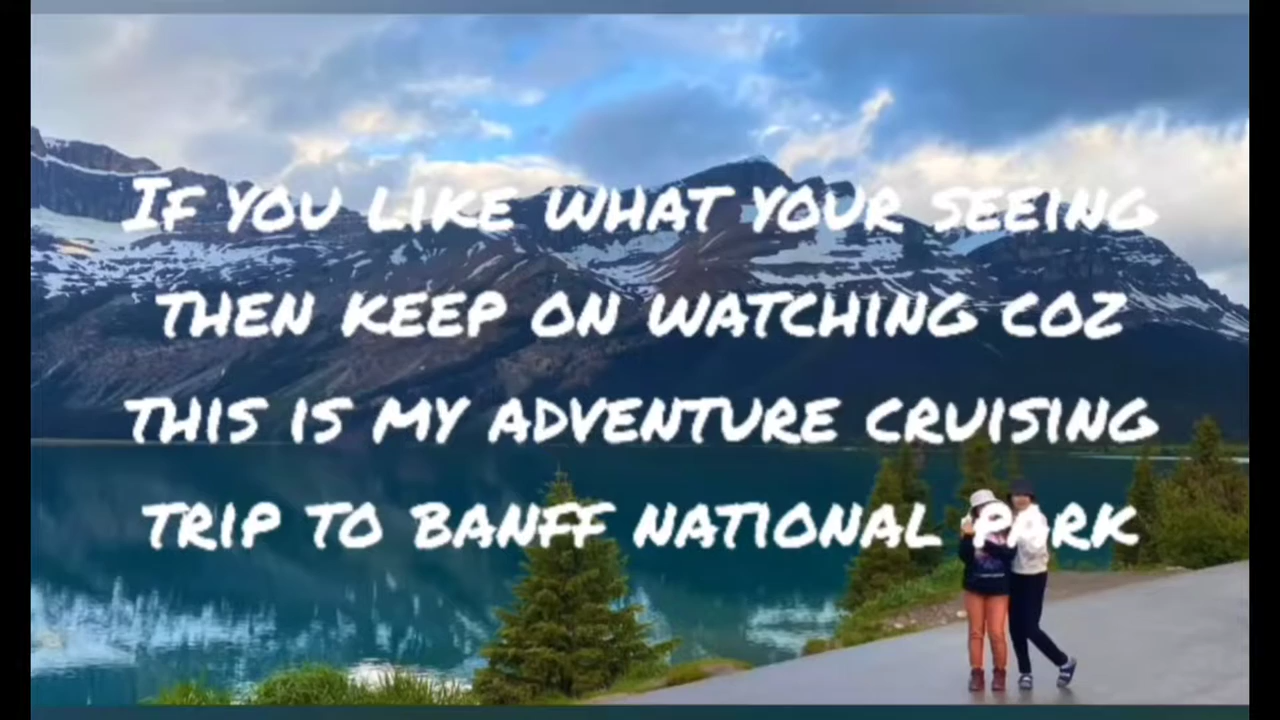 If you like what your seeing
then keep on watching coz
this is my adventure cruising
trip to banff national park